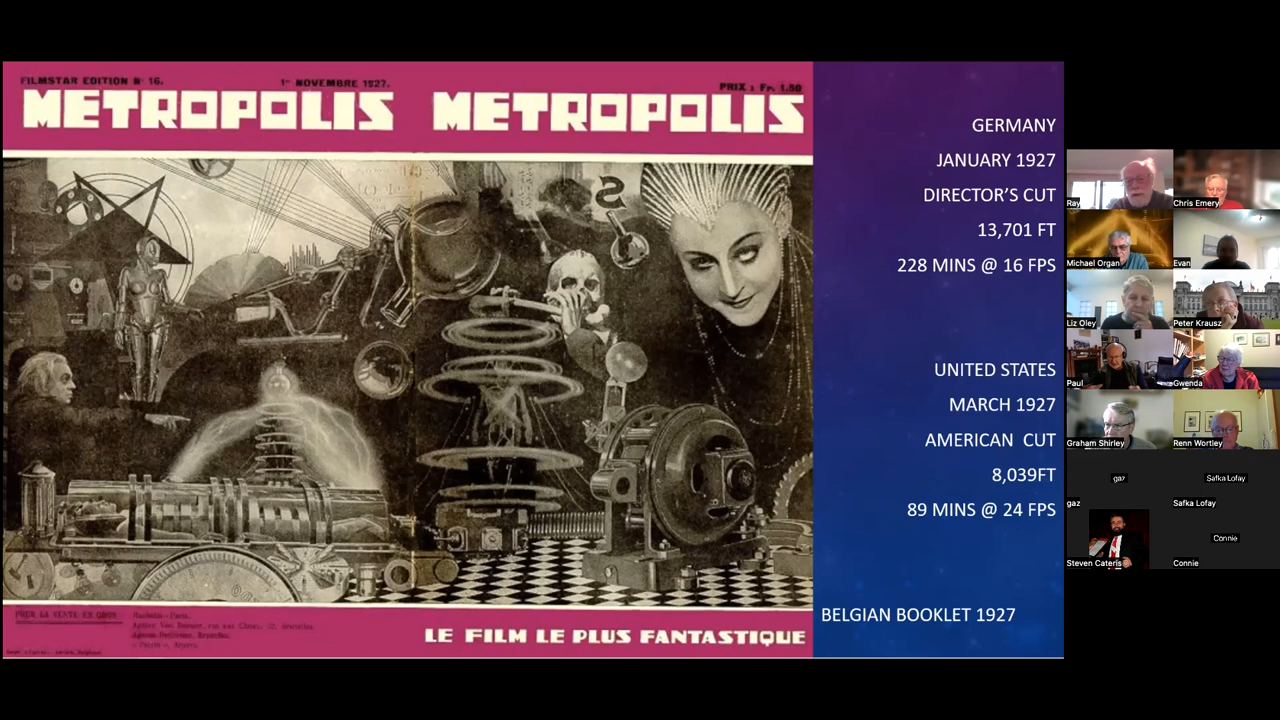 FILMSTAR EDITION Nº 16.
1er NOVEMBRE 1927.
PRIX : Fr. 1.50
METROPOLIS METROPOLIS
LE FILM LE PLUS FANTASTIQUE
GERMANY
JANUARY 1927
DIRECTOR'S CUT
13,701 FT
228 MINS @ 16 FPS
UNITED STATES
MARCH 1927
AMERICAN CUT
8,039FT
89 MINS @ 24 FPS
BELGIAN BOOKLET 1927
Ray
Chris Emery
Michael Organ
Evan
Liz Oley
Peter Krausz
Paul
Gwenda
Graham Shirley
Renn Wortley
gaz
Safka Lofay
gaz
Safka Lofay
Connie
Steven Cateris
Connie